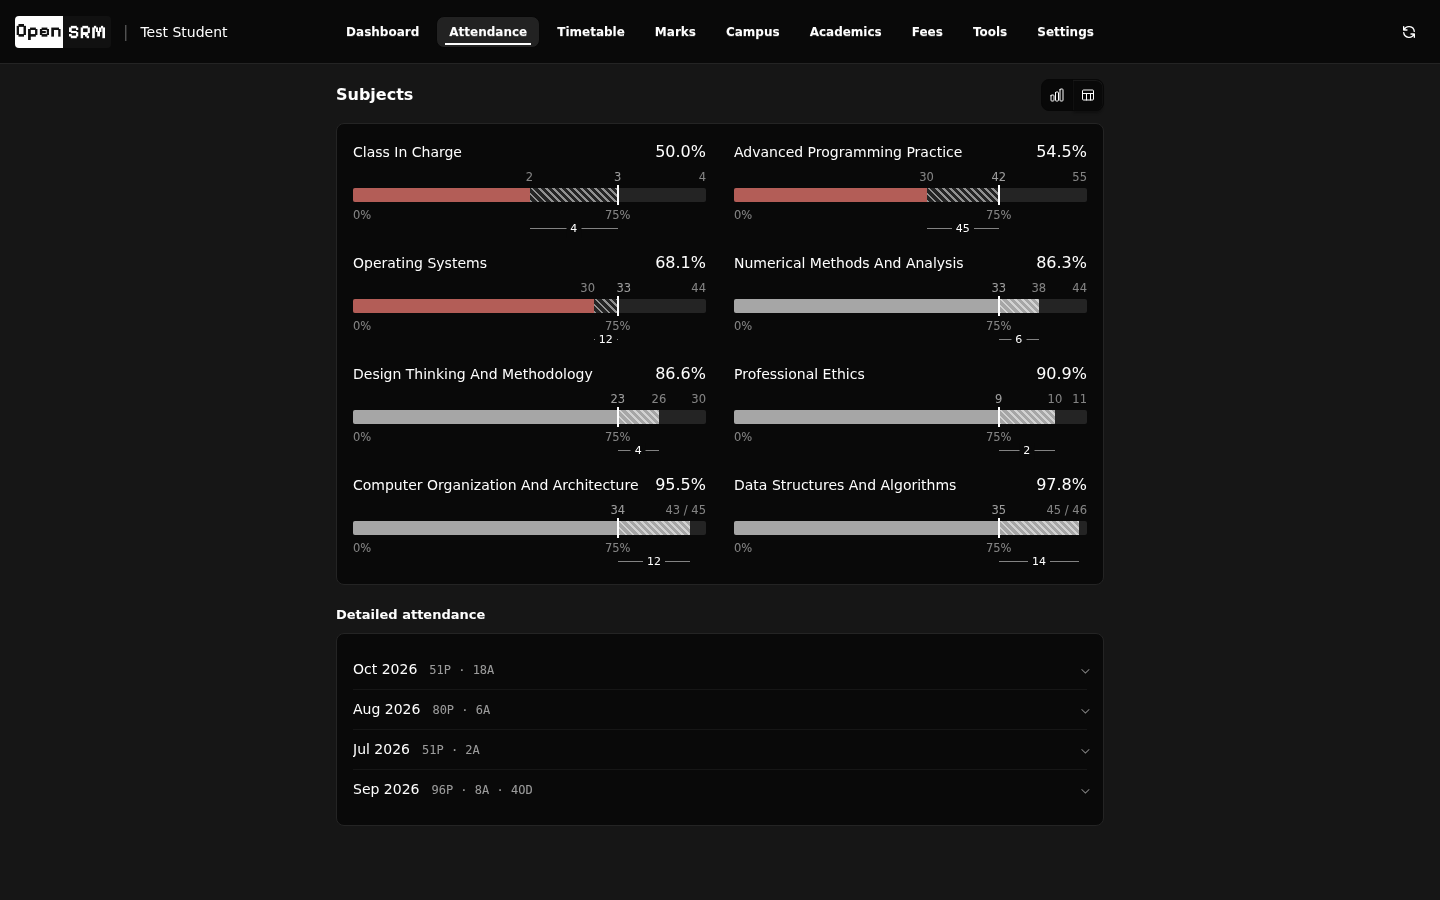 Open SRM | Test Student Dashboard Attendance Timetable Marks Campus Academics Fees Tools Settings
Subjects
Class In Charge 50.0%
2 3 4
0% 75%
4
Advanced Programming Practice 54.5%
30 42 55
0% 75%
45
Operating Systems 68.1%
30 33 44
0% 75%
12
Numerical Methods And Analysis 86.3%
33 38 44
0% 75%
6
Design Thinking And Methodology 86.6%
23 26 30
0% 75%
4
Professional Ethics 90.9%
9 10 11
0% 75%
2
Computer Organization And Architecture 95.5%
34 43 / 45
0% 75%
12
Data Structures And Algorithms 97.8%
35 45 / 46
0% 75%
14
Detailed attendance
Oct 2026 51P · 18A
Aug 2026 80P · 6A
Jul 2026 51P · 2A
Sep 2026 96P · 8A · 4OD